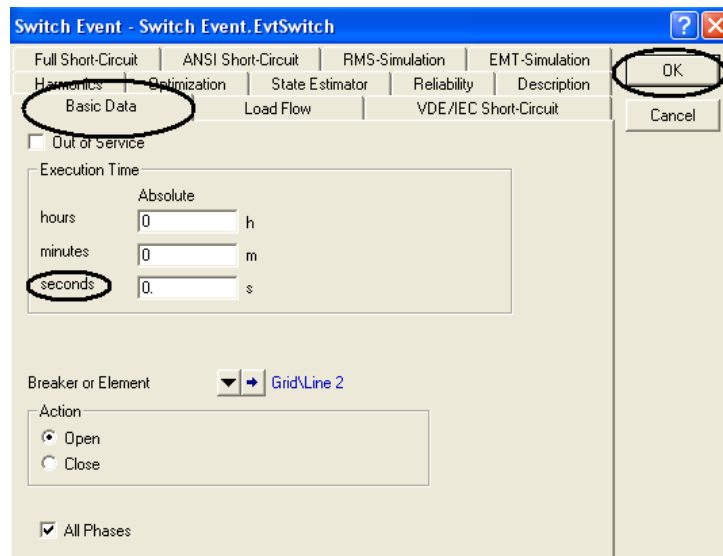 Switch Event - Switch Event.EvtSwitch
Full Short-Circuit ANSI Short-Circuit RMS-Simulation EMT-Simulation
Harmonics Optimization State Estimator Reliability Description
Basic Data Load Flow VDE/IEC Short-Circuit
OK
Cancel
Out of Service
Execution Time
Absolute
hours 0 h
minutes 0 m
seconds 0. s
Breaker or Element Grid\Line 2
Action
Open
Close
All Phases